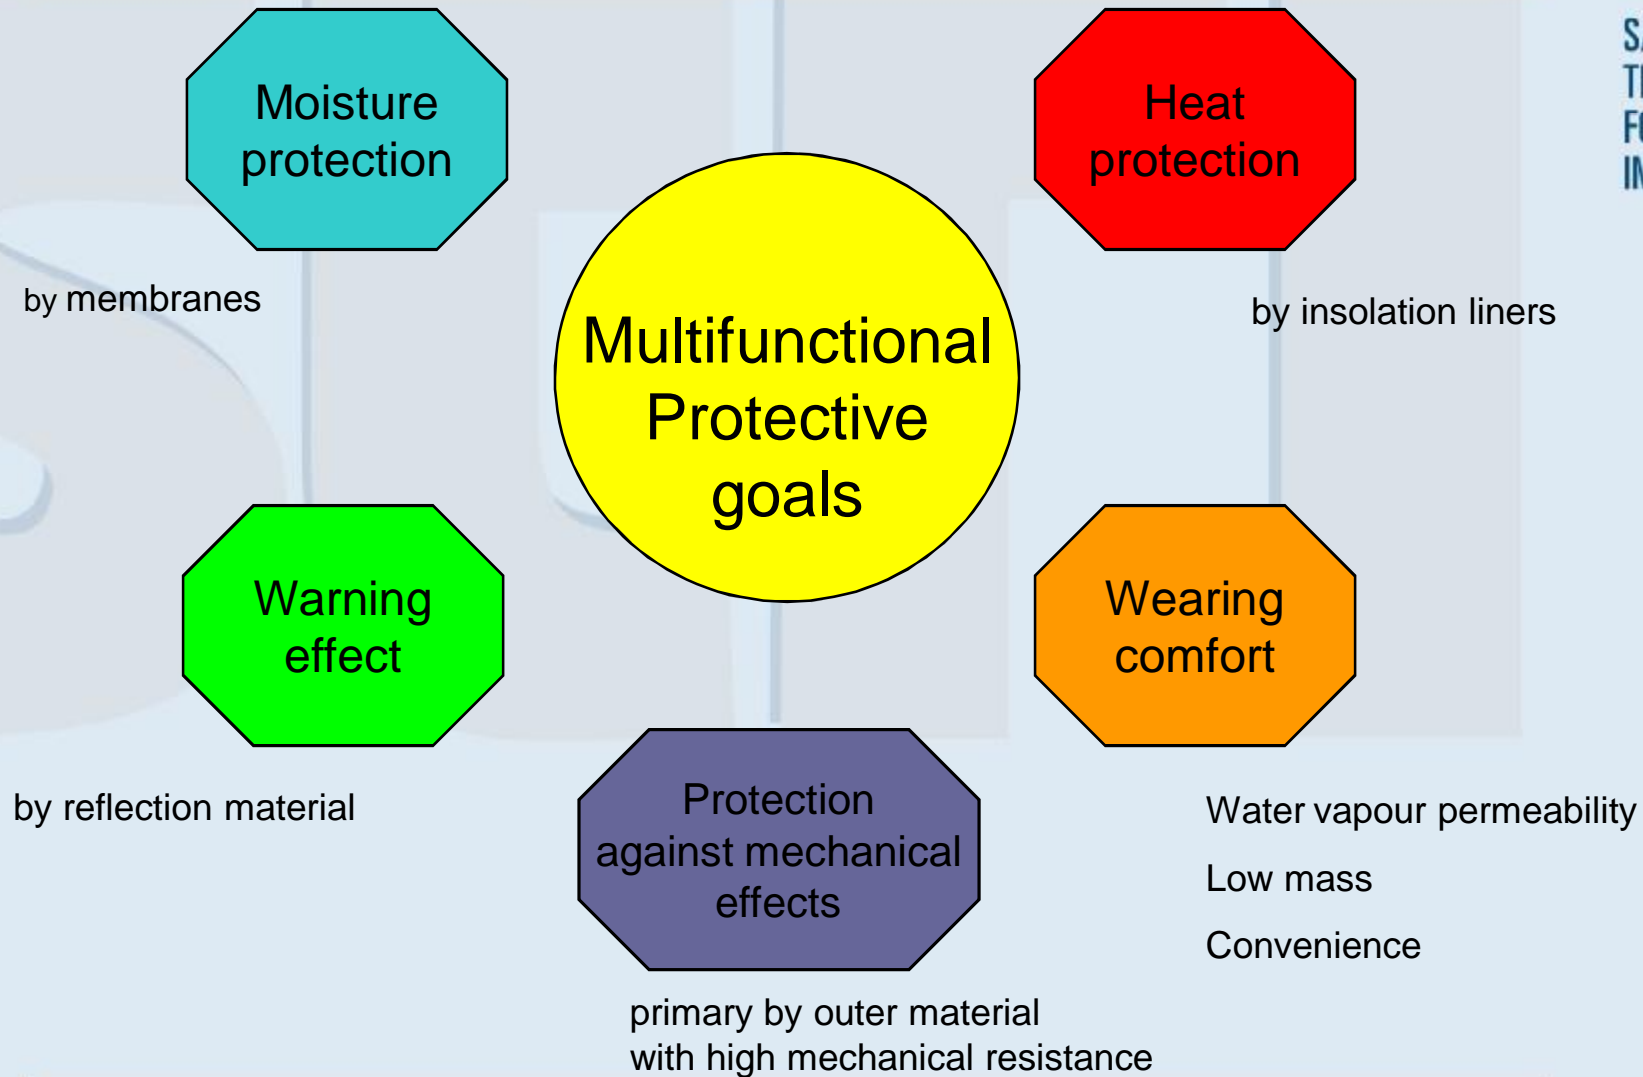 Moisture
protection
by membranes
Heat
protection
by insolation liners
Multifunctional
Protective
goals
Warning
effect
by reflection material
Wearing
comfort
Water vapour permeability
Low mass
Convenience
Protection
against mechanical
effects
primary by outer material
with high mechanical resistance